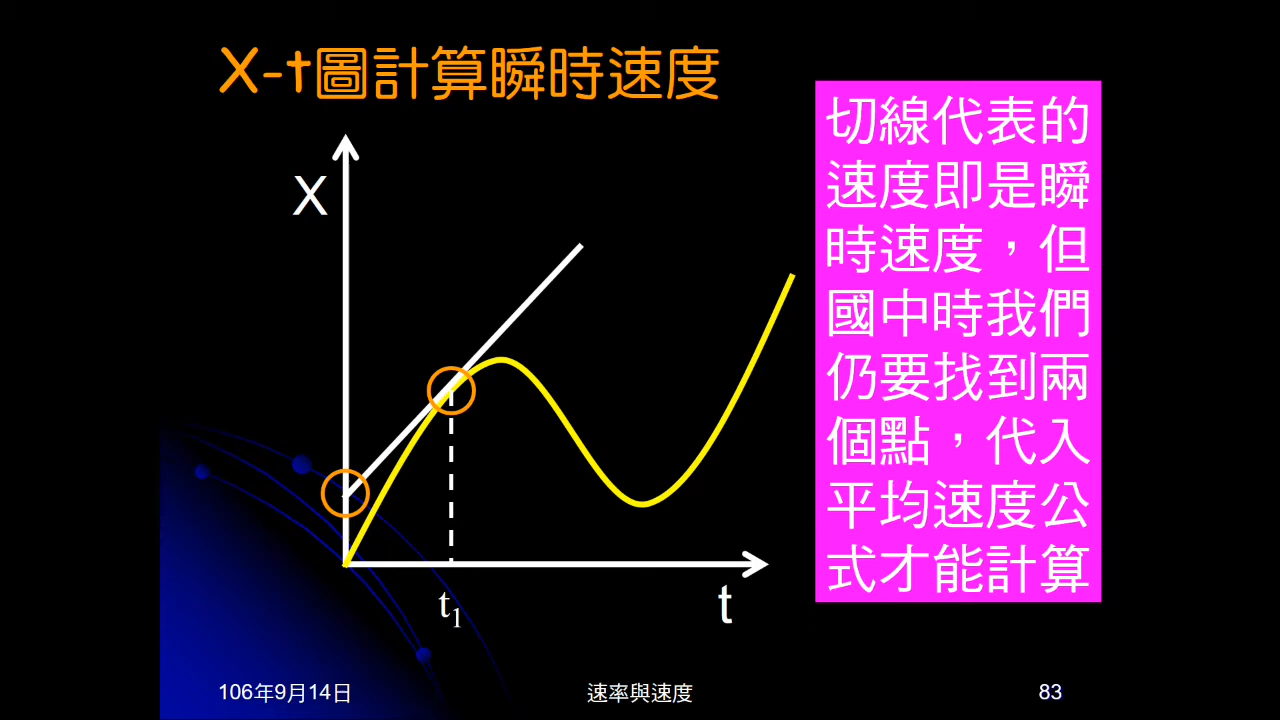 X-t圖計算瞬時速度
X
t₁
t
切線代表的
速度即是瞬
時速度，但
國中時我們
仍要找到兩
個點，代入
平均速度公
式才能計算
106年9月14日
速率與速度
83